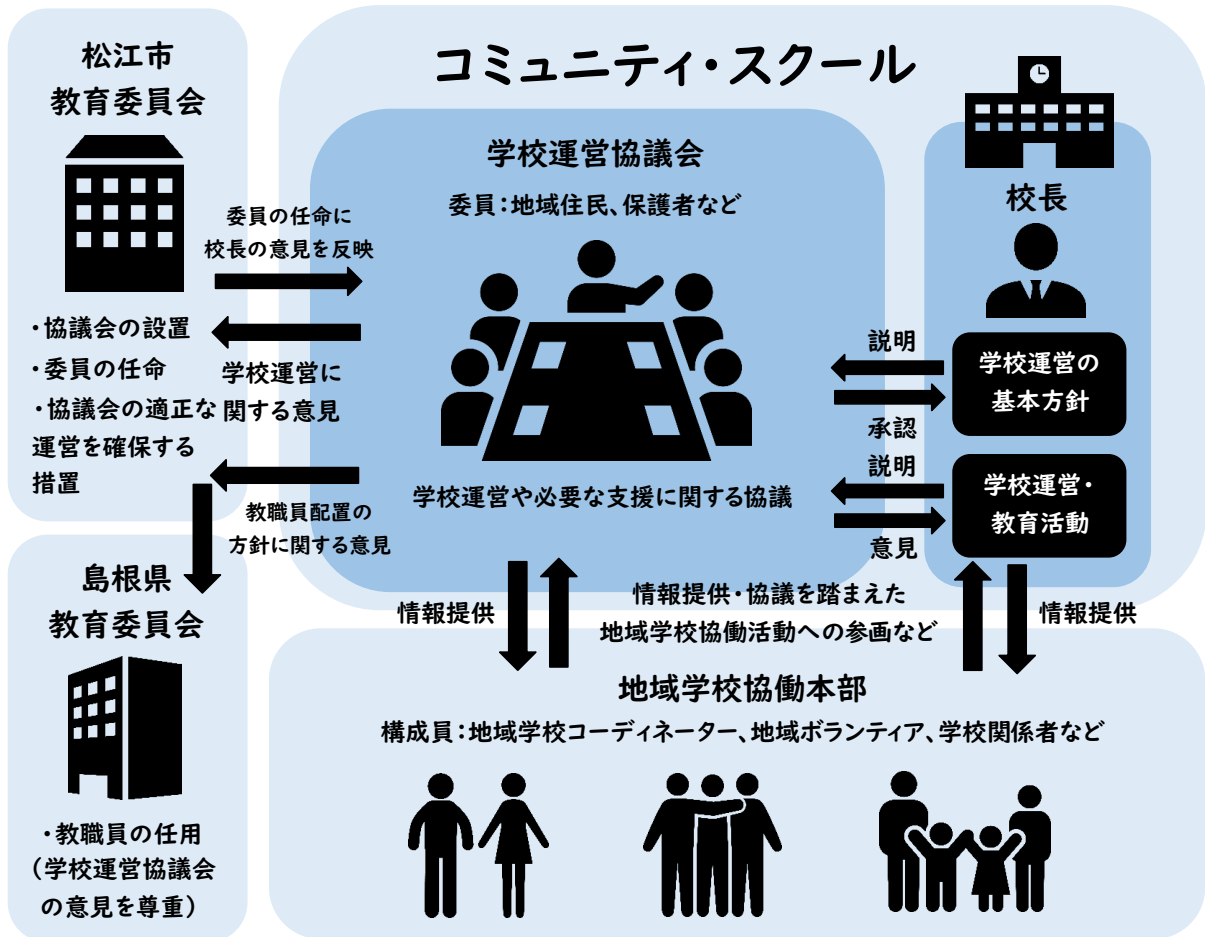 コミュニティ・スクール
松江市
教育委員会
・協議会の設置
・委員の任命
・協議会の適正な
運営を確保する
措置
委員の任命に
校長の意見を反映
学校運営に
関する意見
教職員配置の
方針に関する意見
学校運営協議会
委員：地域住民、保護者など
学校運営や必要な支援に関する協議
校長
説明
承認
学校運営の
基本方針
説明
意見
学校運営・
教育活動
島根県
教育委員会
・教職員の任用
（学校運営協議会
の意見を尊重）
情報提供
情報提供・協議を踏まえた
地域学校協働活動への参画など
情報提供
地域学校協働本部
構成員：地域学校コーディネーター、地域ボランティア、学校関係者など